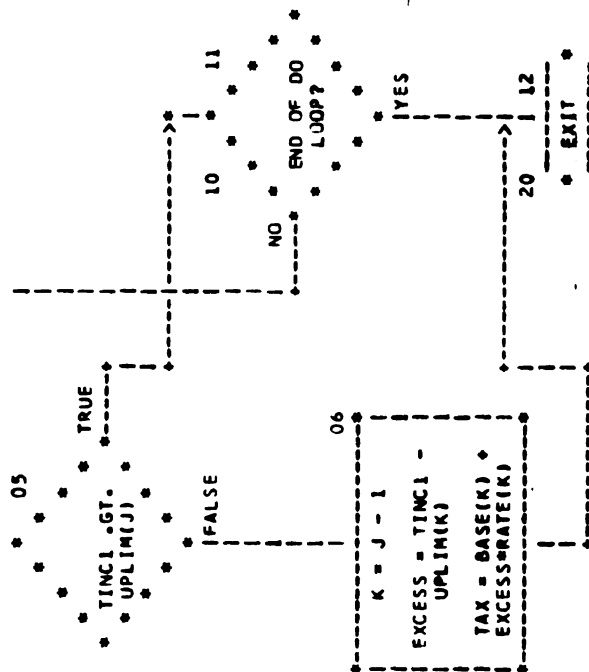 05
TINC1 .GT.
UPLIM(J)
TRUE
FALSE
06
K = J - 1
EXCESS = TINC1 -
UPLIM(K)
TAX = BASE(K) +
EXCESS*RATE(K)
10 11
END OF DO
LOOP?
NO
YES
20 12
EXIT